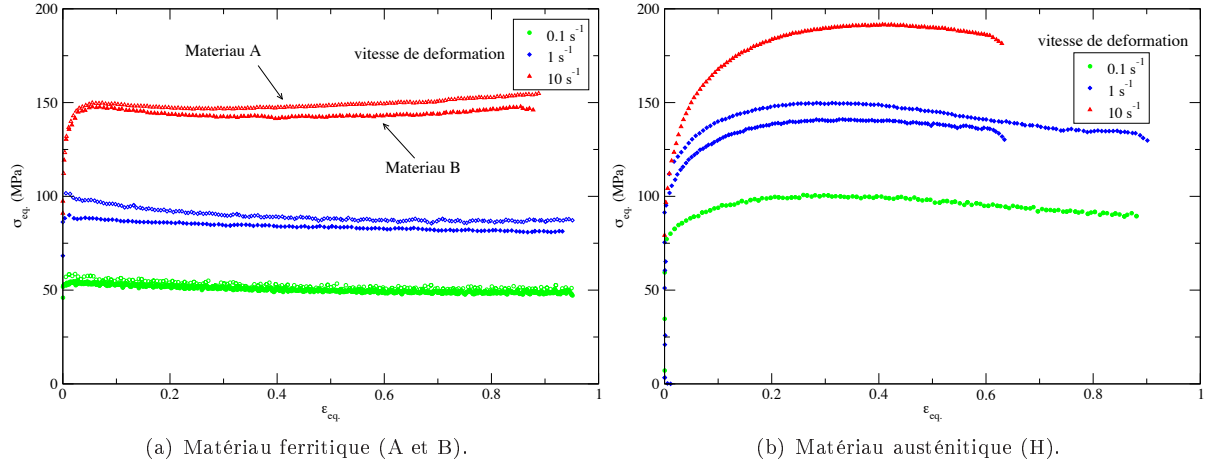 200
150
100
50
0
σeq. (MPa)
0
0.2
0.4
0.6
0.8
1
εeq.
Materiau A
Materiau B
vitesse de deformation
0.1 s-1
1 s-1
10 s-1
(a) Matériau ferritique (A et B).
200
150
100
50
0
σeq. (MPa)
0
0.2
0.4
0.6
0.8
1
εeq.
vitesse de deformation
0.1 s-1
1 s-1
10 s-1
(b) Matériau austénitique (H).